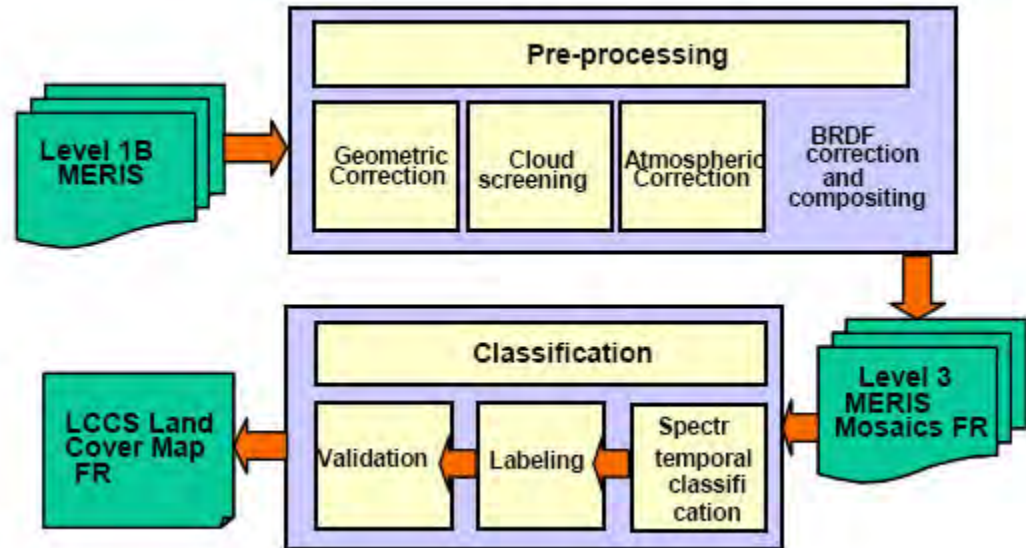 Pre-processing
Level 1B
MERIS
Geometric
Correction
Cloud
screening
Atmospheric
Correction
BRDF
correction
and
compositing
Level 3
MERIS
Mosaics FR
Classification
Spectr
temporal
classifi
cation
Labeling
Validation
LCCS Land
Cover Map
FR